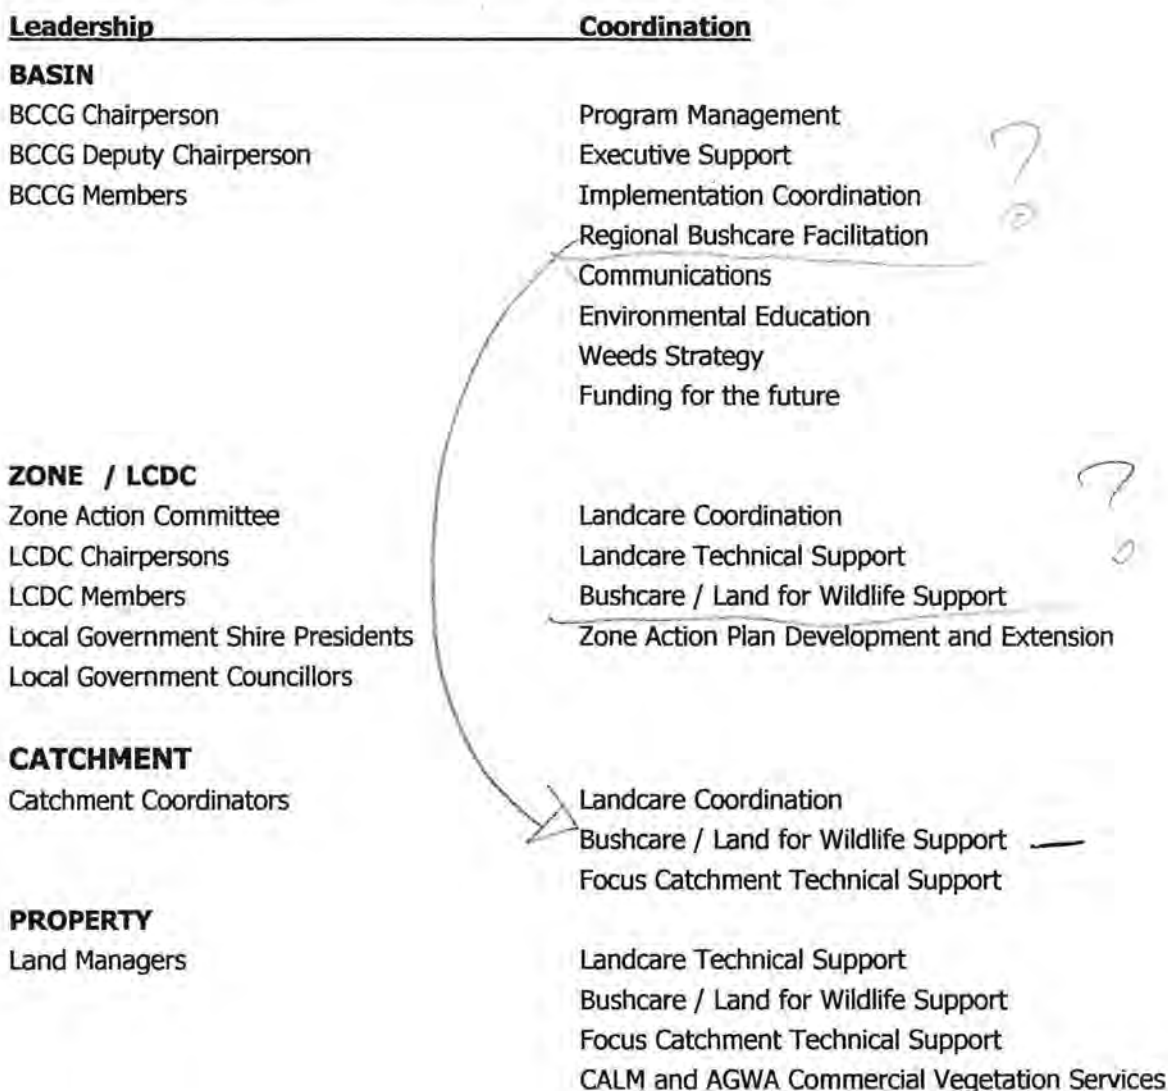 Leadership Coordination
BASIN
BCCG Chairperson Program Management
BCCG Deputy Chairperson Executive Support ?
BCCG Members Implementation Coordination
Regional Bushcare Facilitation
Communications
Environmental Education
Weeds Strategy
Funding for the future
ZONE / LCDC ?
Zone Action Committee Landcare Coordination
LCDC Chairpersons Landcare Technical Support
LCDC Members Bushcare / Land for Wildlife Support
Local Government Shire Presidents Zone Action Plan Development and Extension
Local Government Councillors
CATCHMENT
Catchment Coordinators Landcare Coordination
Bushcare / Land for Wildlife Support
Focus Catchment Technical Support
PROPERTY
Land Managers Landcare Technical Support
Bushcare / Land for Wildlife Support
Focus Catchment Technical Support
CALM and AGWA Commercial Vegetation Services